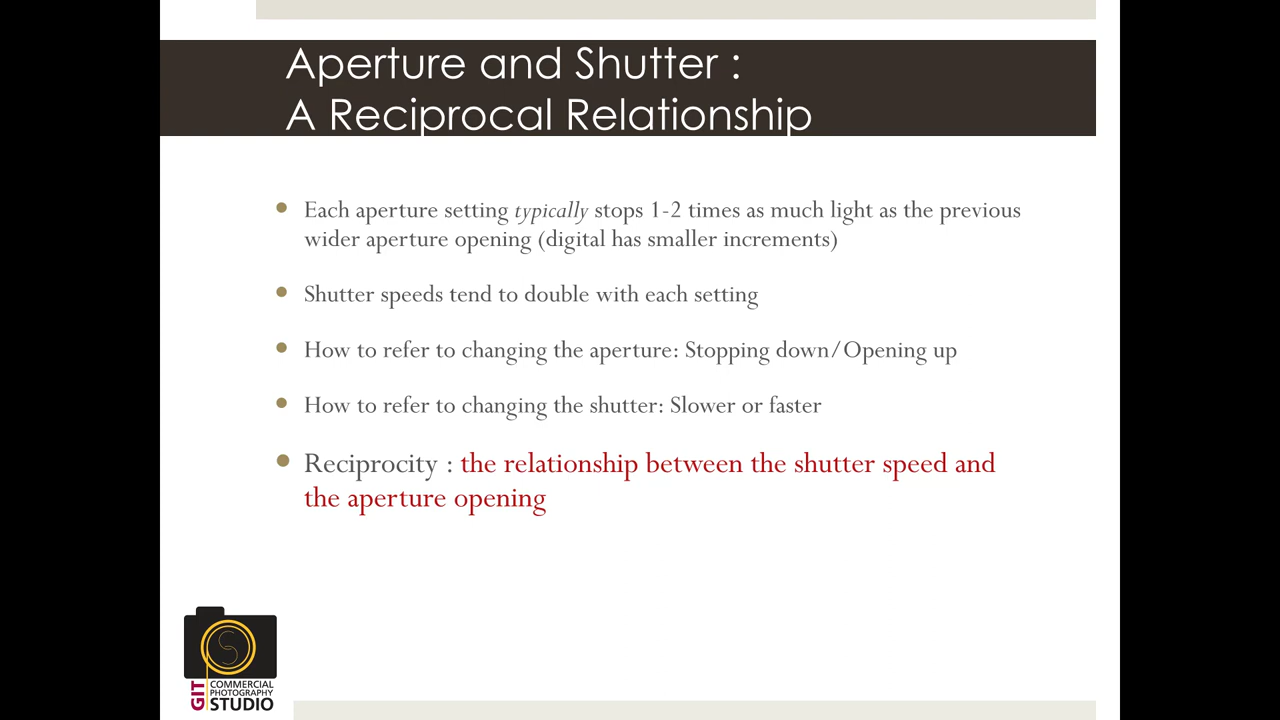 Aperture and Shutter :
A Reciprocal Relationship
Each aperture setting typically stops 1-2 times as much light as the previous
wider aperture opening (digital has smaller increments)
Shutter speeds tend to double with each setting
How to refer to changing the aperture: Stopping down/Opening up
How to refer to changing the shutter: Slower or faster
Reciprocity : the relationship between the shutter speed and
the aperture opening
GIT
COMMERCIAL
PHOTOGRAPHY
STUDIO